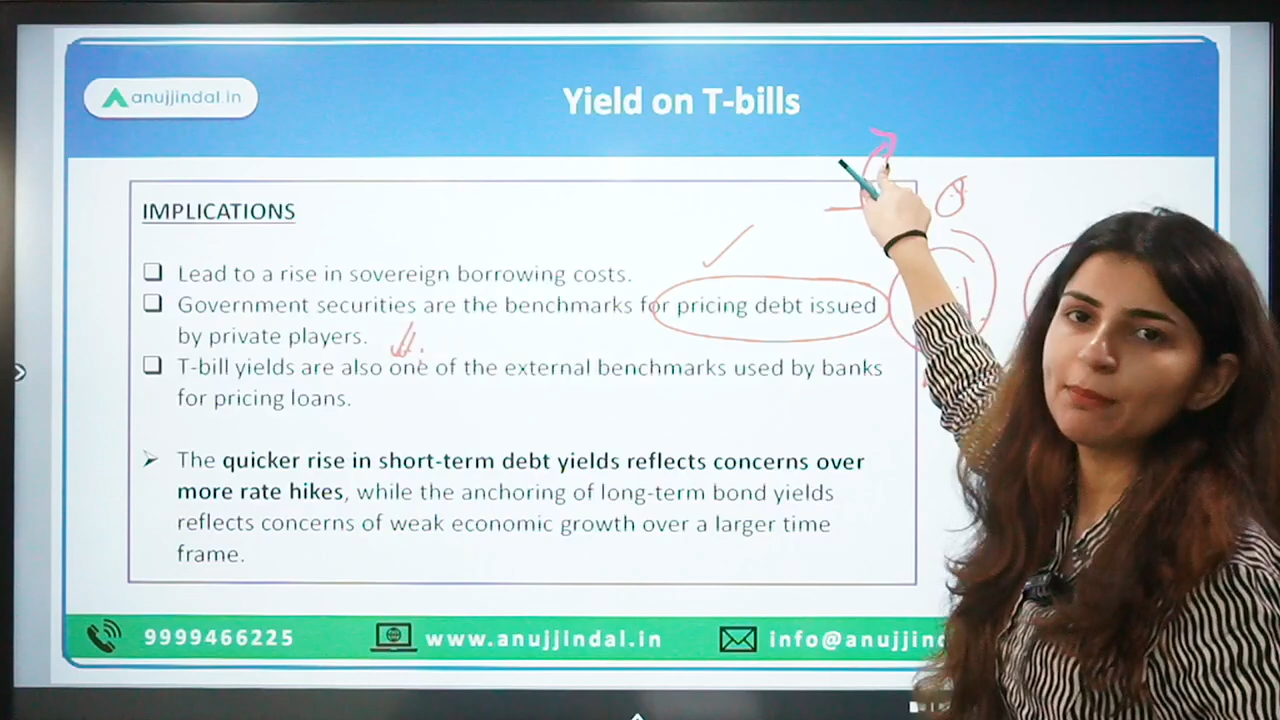 anujjindal.in
Yield on T-bills
IMPLICATIONS
Lead to a rise in sovereign borrowing costs.
Government securities are the benchmarks for pricing debt issued
by private players.
T-bill yields are also one of the external benchmarks used by banks
for pricing loans.
The quicker rise in short-term debt yields reflects concerns over
more rate hikes, while the anchoring of long-term bond yields
reflects concerns of weak economic growth over a larger time
frame.
9999466225
www.anujjindal.in
info@anujjin